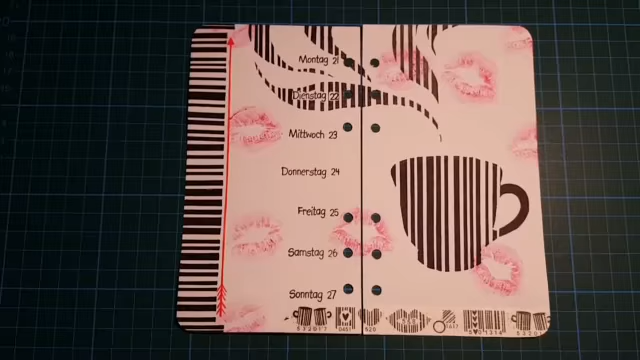 Montag 21
Dienstag 22
Mittwoch 23
Donnerstag 24
Freitag 25
Samstag 26
Sonntag 27